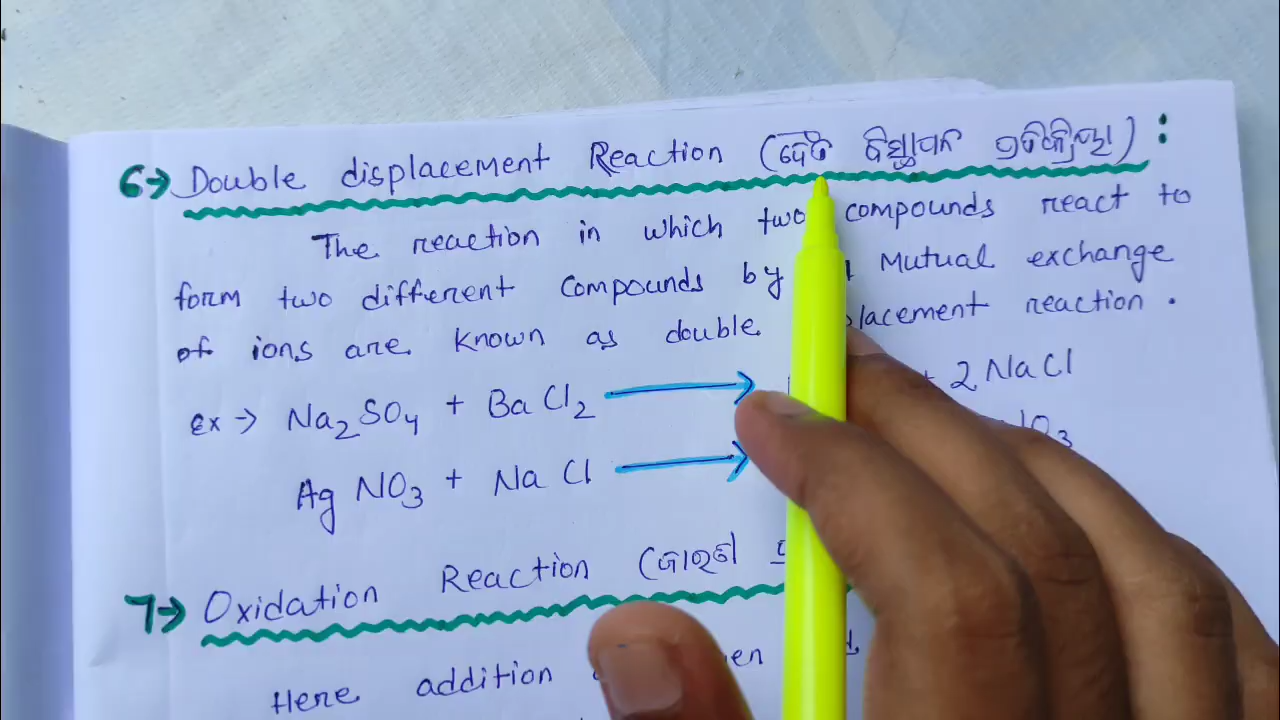 6→ Double displacement Reaction (ଦୈତ ବିସ୍ଥାପନ ପ୍ରତିକ୍ରିୟା) :
The reaction in which two compounds react to
form two different compounds by Mutual exchange
of ions are known as double placement reaction.
ex → Na2SO4 + BaCl2 → + 2NaCl
AgNO3 + NaCl → NO3
7→ Oxidation Reaction (ଜାରଣ
Here addition